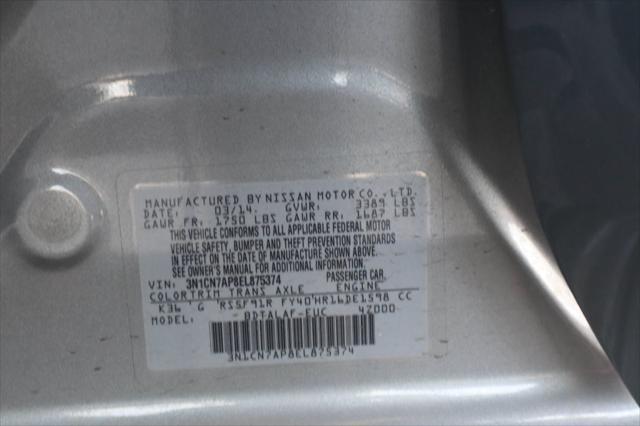 MANUFACTURED BY NISSAN MOTOR CO., LTD.
DATE: 03/14. GVWR: 3389 LBS
GAWR FR. 1750 LBS GAWR RR. 1687 LBS
THIS VEHICLE CONFORMS TO ALL APPLICABLE FEDERAL MOTOR
VEHICLE SAFETY, BUMPER AND THEFT PREVENTION STANDARDS
IN EFFECT ON THE DATE OF MANUFACTURE SHOWN ABOVE.
SEE OWNER'S MANUAL FOR ADDITIONAL INFORMATION
VIN: 3N1CN7AP8EL875374 PASSENGER CAR
COLOR TRIM TRANS AXLE ENGINE
K36 G RS5F91R FY40 HR16DE1598 CC
MODEL: BDTALAF-EUC 4Z000
3N1CN7AP8EL875374